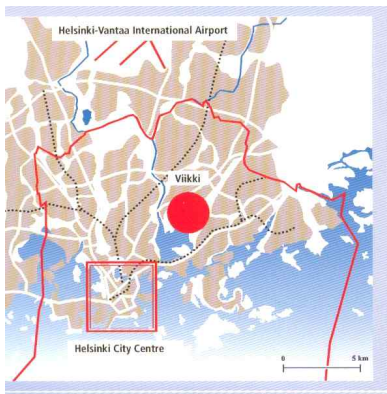 Helsinki-Vantaa International Airport
Viikki
Helsinki City Centre
0 5 km